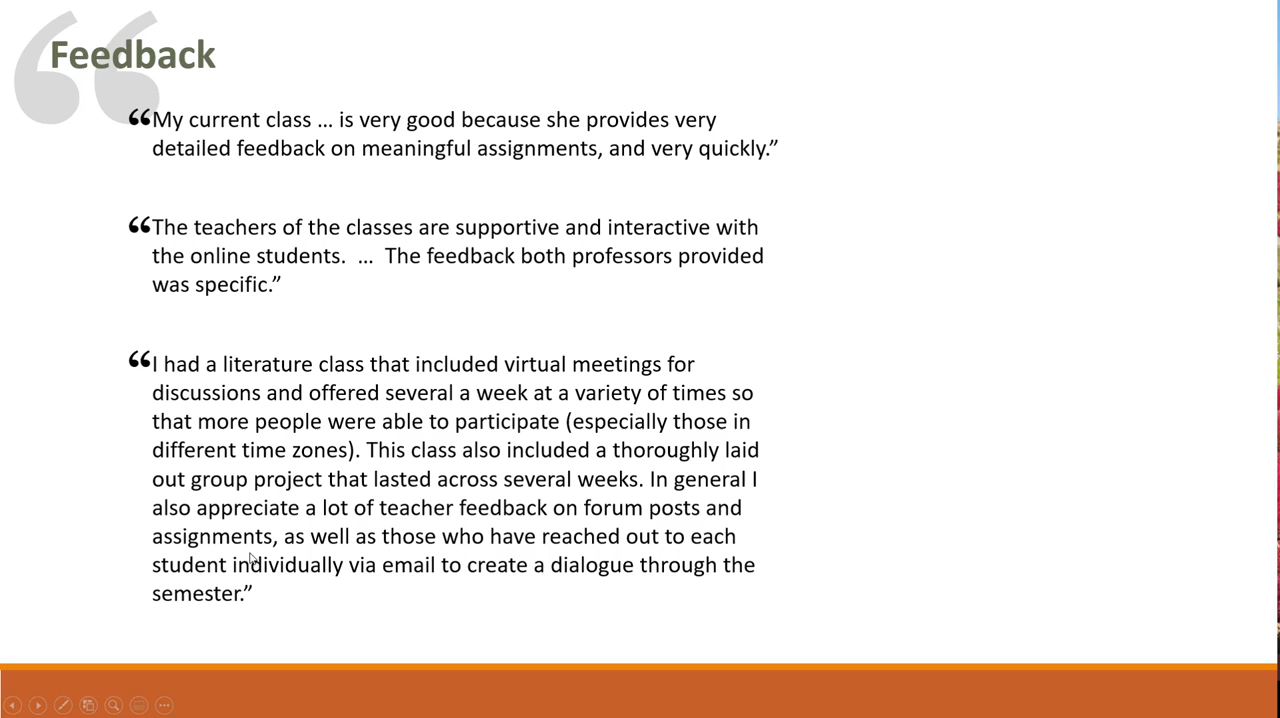 Feedback
“My current class … is very good because she provides very
detailed feedback on meaningful assignments, and very quickly.”
“The teachers of the classes are supportive and interactive with
the online students.  …  The feedback both professors provided
was specific.”
“I had a literature class that included virtual meetings for
discussions and offered several a week at a variety of times so
that more people were able to participate (especially those in
different time zones). This class also included a thoroughly laid
out group project that lasted across several weeks. In general I
also appreciate a lot of teacher feedback on forum posts and
assignments, as well as those who have reached out to each
student individually via email to create a dialogue through the
semester.”